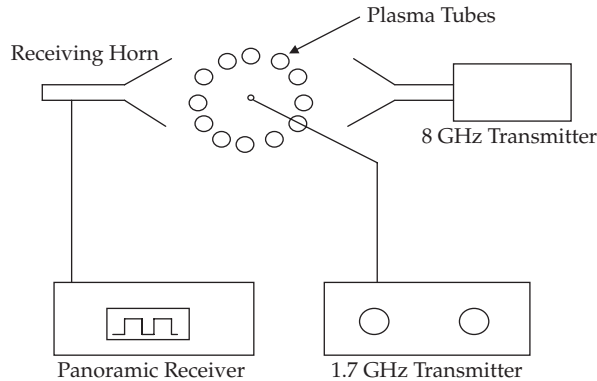 Plasma Tubes
Receiving Horn
8 GHz Transmitter
Panoramic Receiver
1.7 GHz Transmitter